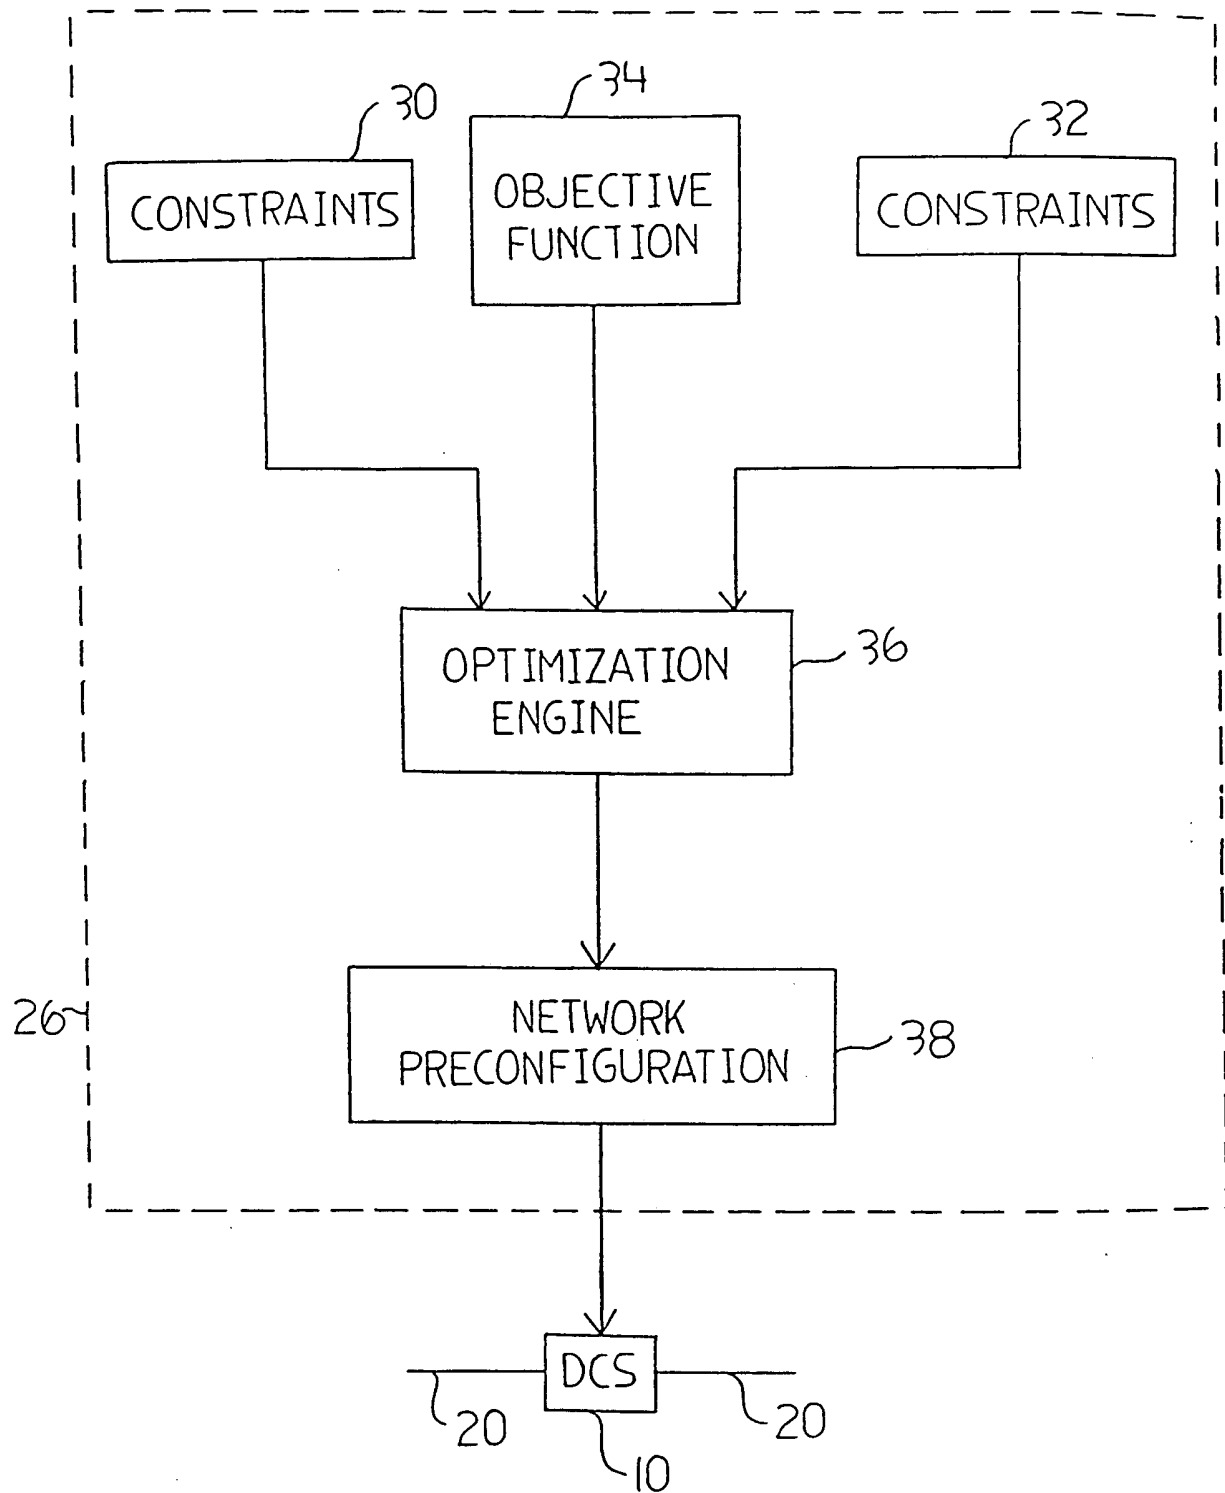 34
30
32
CONSTRAINTS
OBJECTIVE
FUNCTION
CONSTRAINTS
OPTIMIZATION
ENGINE
36
26
NETWORK
PRECONFIGURATION
38
DCS
20
20
10